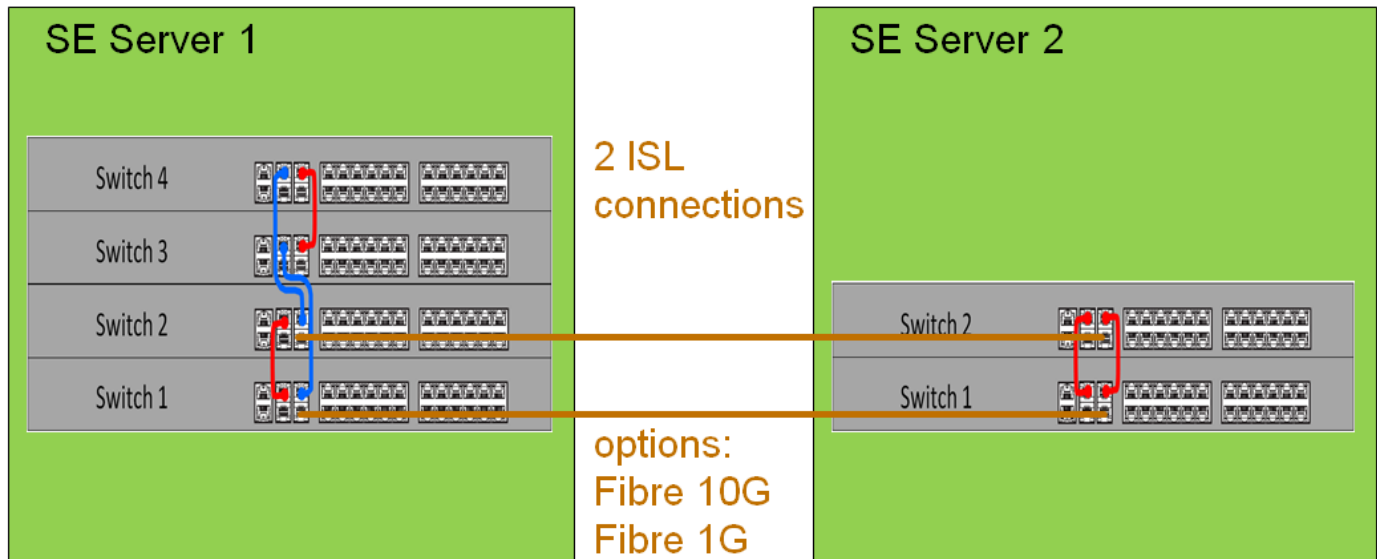 SE Server 1
Switch 4
Switch 3
Switch 2
Switch 1
2 ISL
connections
options:
Fibre 10G
Fibre 1G
SE Server 2
Switch 2
Switch 1